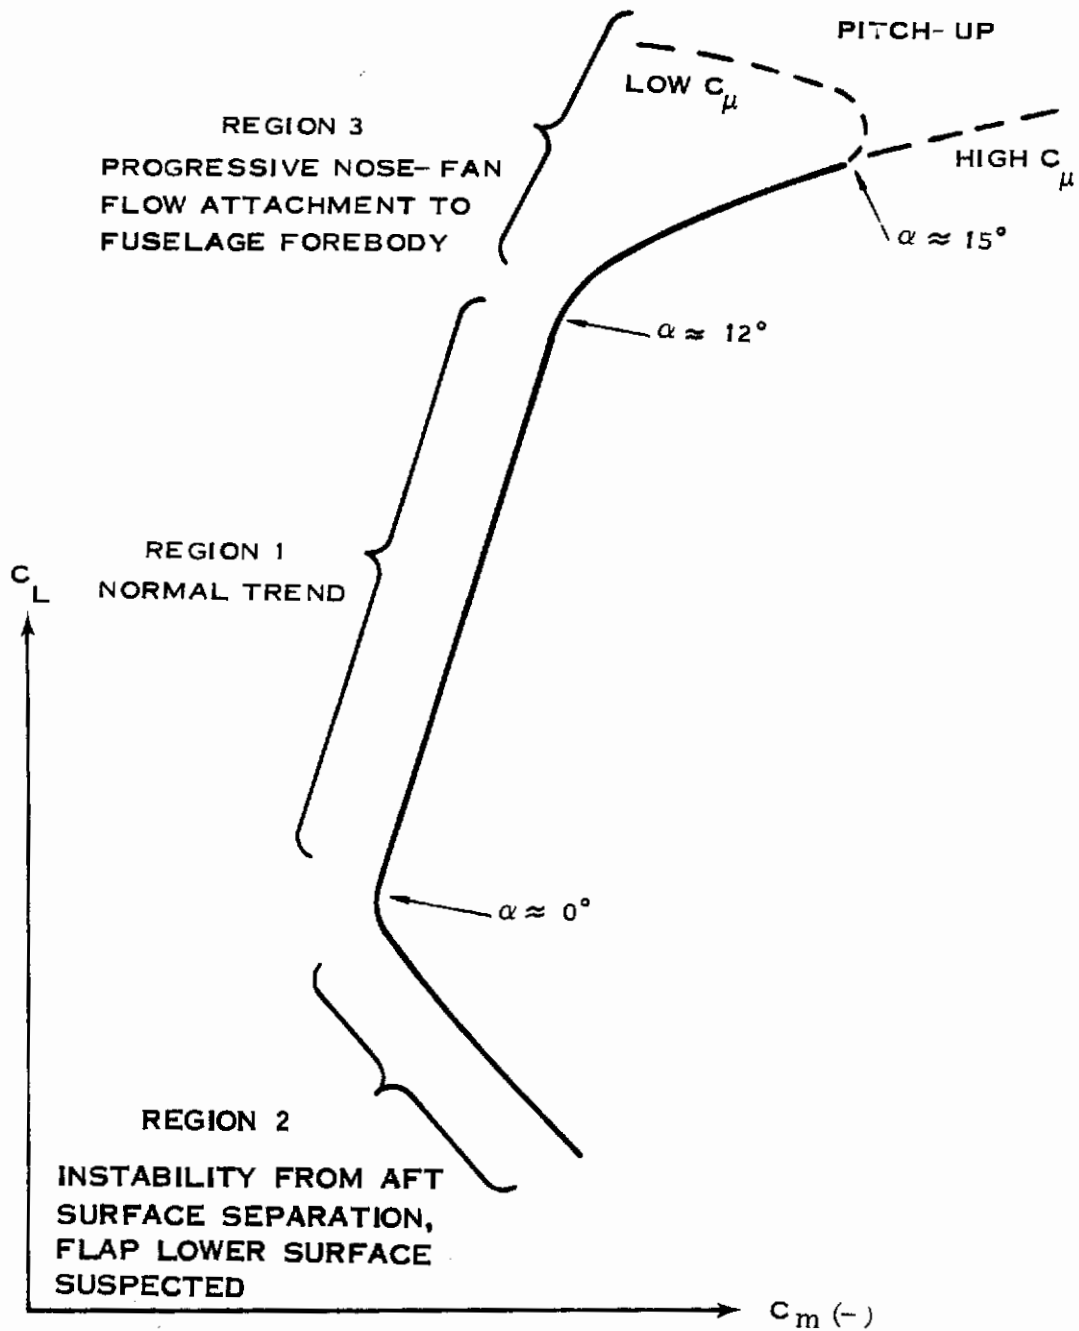 PITCH-UP
LOW Cμ
REGION 3
PROGRESSIVE NOSE-FAN
FLOW ATTACHMENT TO
FUSELAGE FOREBODY
HIGH Cμ
α ≈ 15°
α ≈ 12°
REGION 1
NORMAL TREND
CL
α ≈ 0°
REGION 2
INSTABILITY FROM AFT
SURFACE SEPARATION,
FLAP LOWER SURFACE
SUSPECTED
Cm (-)